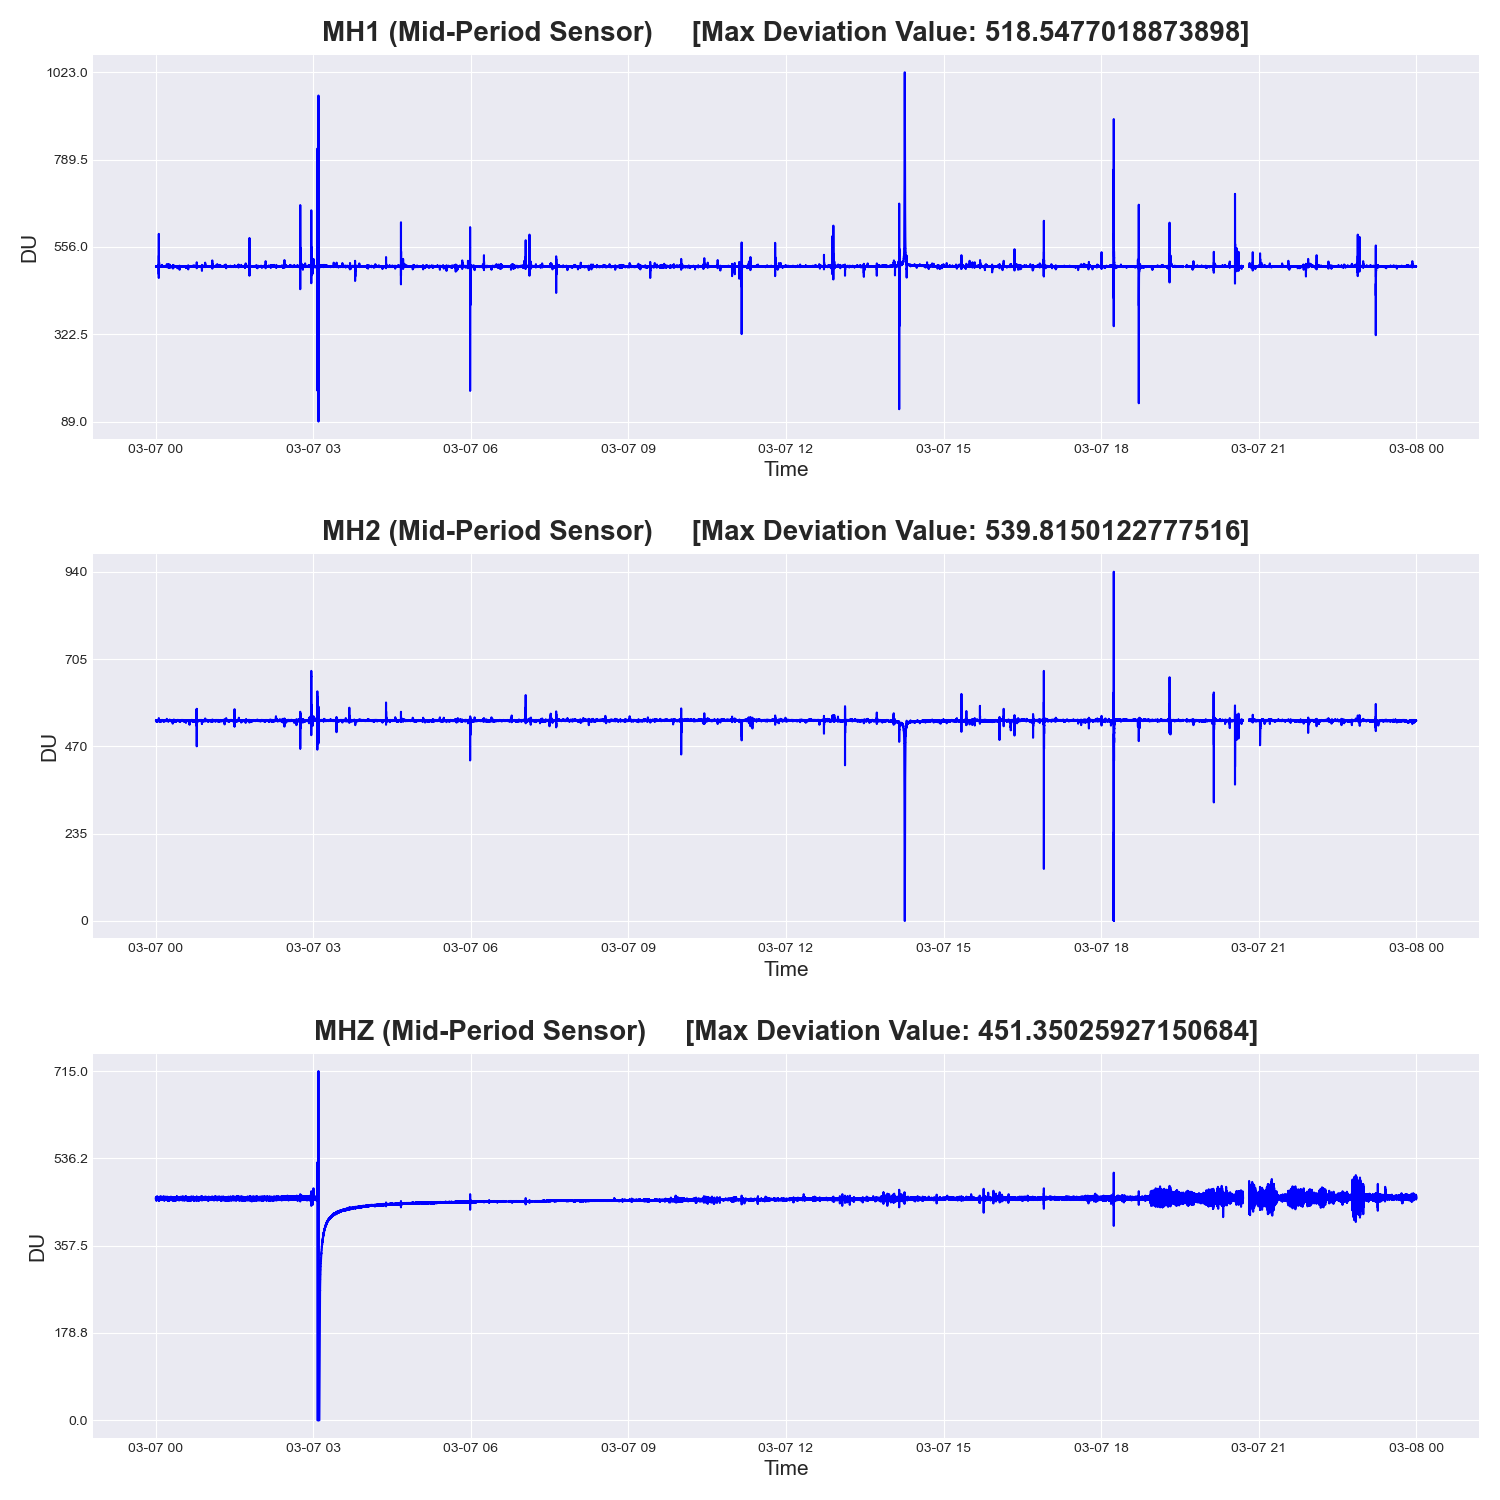 MH1 (Mid-Period Sensor) [Max Deviation Value: 518.5477018873898]
1023.0
789.5
556.0
322.5
89.0
DU
03-07 00 03-07 03 03-07 06 03-07 09 03-07 12 03-07 15 03-07 18 03-07 21 03-08 00
Time
MH2 (Mid-Period Sensor) [Max Deviation Value: 539.8150122777516]
940
705
470
235
0
DU
03-07 00 03-07 03 03-07 06 03-07 09 03-07 12 03-07 15 03-07 18 03-07 21 03-08 00
Time
MHZ (Mid-Period Sensor) [Max Deviation Value: 451.35025927150684]
715.0
536.2
357.5
178.8
0.0
DU
03-07 00 03-07 03 03-07 06 03-07 09 03-07 12 03-07 15 03-07 18 03-07 21 03-08 00
Time